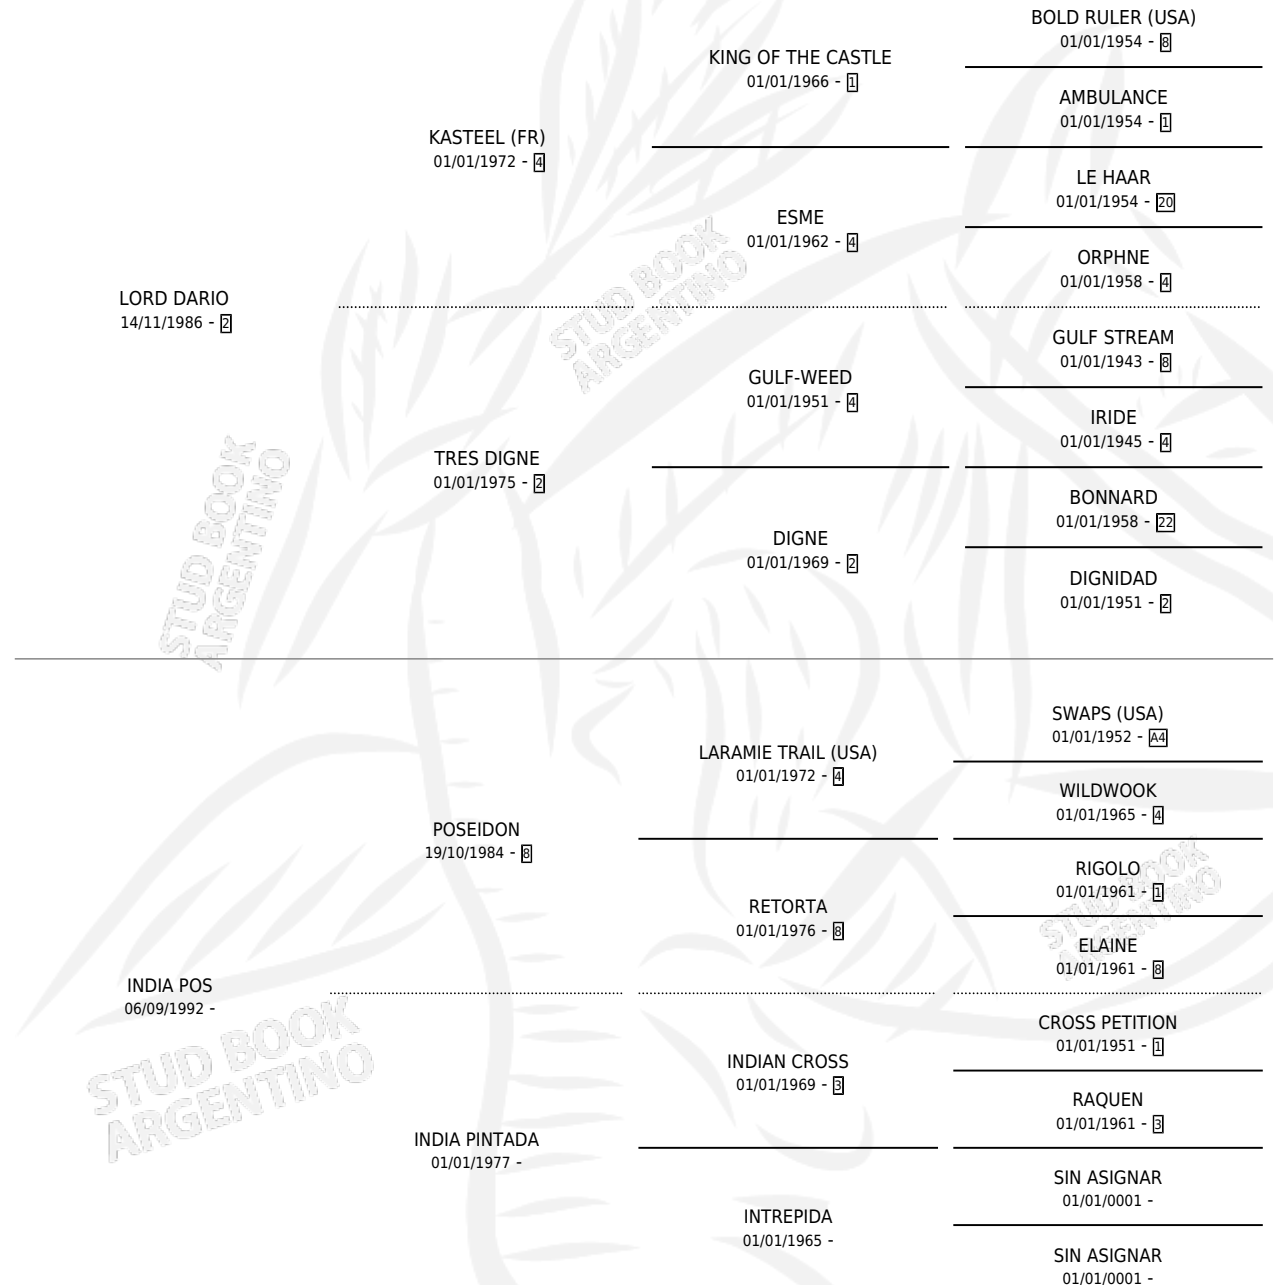 BOLD RULER (USA)
01/01/1954 - 8
KING OF THE CASTLE
01/01/1966 - 1
AMBULANCE
01/01/1954 - 1
KASTEEL (FR)
01/01/1972 - 4
LE HAAR
01/01/1954 - 20
ESME
01/01/1962 - 4
ORPHNE
01/01/1958 - 4
LORD DARIO
14/11/1986 - 2
GULF STREAM
01/01/1943 - 8
GULF-WEED
01/01/1951 - 4
IRIDE
01/01/1945 - 4
TRES DIGNE
01/01/1975 - 2
BONNARD
01/01/1958 - 22
DIGNE
01/01/1969 - 2
DIGNIDAD
01/01/1951 - 2
STUD BOOK
ARGENTINO
STUD BOOK
ARGENTINO
SWAPS (USA)
01/01/1952 - A4
LARAMIE TRAIL (USA)
01/01/1972 - 4
WILDWOOK
01/01/1965 - 4
POSEIDON
19/10/1984 - 8
RIGOLO
01/01/1961 - 1
RETORTA
01/01/1976 - 8
ELAINE
01/01/1961 - 8
INDIA POS
06/09/1992 -
CROSS PETITION
01/01/1951 - 1
INDIAN CROSS
01/01/1969 - 3
RAQUEN
01/01/1961 - 3
INDIA PINTADA
01/01/1977 -
SIN ASIGNAR
01/01/0001 -
INTREPIDA
01/01/1965 -
SIN ASIGNAR
01/01/0001 -
STUD BOOK
ARGENTINO
STUD BOOK
ARGENTINO